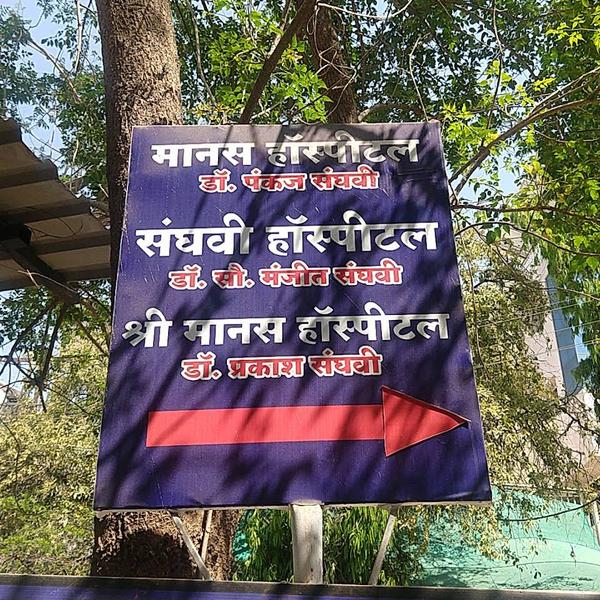 मानस हॉस्पीटल
डॉ. पंकज संघवी
संघवी हॉस्पीटल
डॉ. सौ. मंजीत संघवी
श्री मानस हॉस्पीटल
डॉ. प्रकाश संघवी